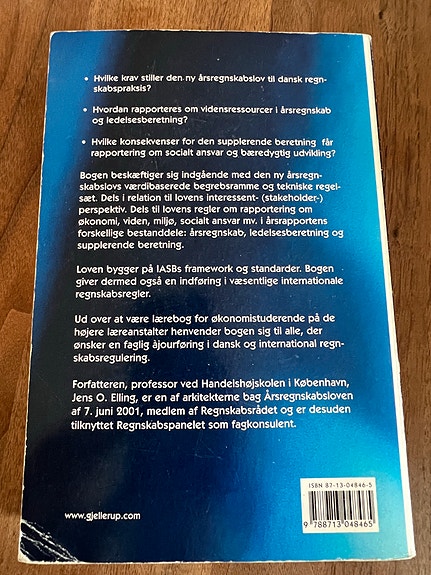 • Hvilke krav stiller den ny årsregnskabslov til dansk regn-
skabspraksis?
• Hvordan rapporteres om vidensressourcer i årsregnskab
og ledelsesberetning?
• Hvilke konsekvenser for den supplerende beretning får
rapportering om socialt ansvar og bæredygtig udvikling?
Bogen beskæftiger sig indgående med den ny årsregn-
skabslovs værdibaserede begrebsramme og tekniske regel-
sæt. Dels i relation til lovens interessent- (stakeholder-)
perspektiv. Dels til lovens regler om rapportering om
økonomi, viden, miljø, socialt ansvar mv. i årsrapportens
forskellige bestanddele: årsregnskab, ledelsesberetning og
supplerende beretning.
Loven bygger på IASBs framework og standarder. Bogen
giver dermed også en indføring i væsentlige internationale
regnskabsregler.
Ud over at være lærebog for økonomistuderende på de
højere læreanstalter henvender bogen sig til alle, der
ønsker en faglig àjourføring i dansk og international regn-
skabsregulering.
Forfatteren, professor ved Handelshøjskolen i København,
Jens O. Elling, er en af arkitekterne bag Årsregnskabsloven
af 7. juni 2001, medlem af Regnskabsrådet og er desuden
tilknyttet Regnskabspanelet som fagkonsulent.
ISBN 87-13-04846-5
9 788713 048465
www.gjellerup.com